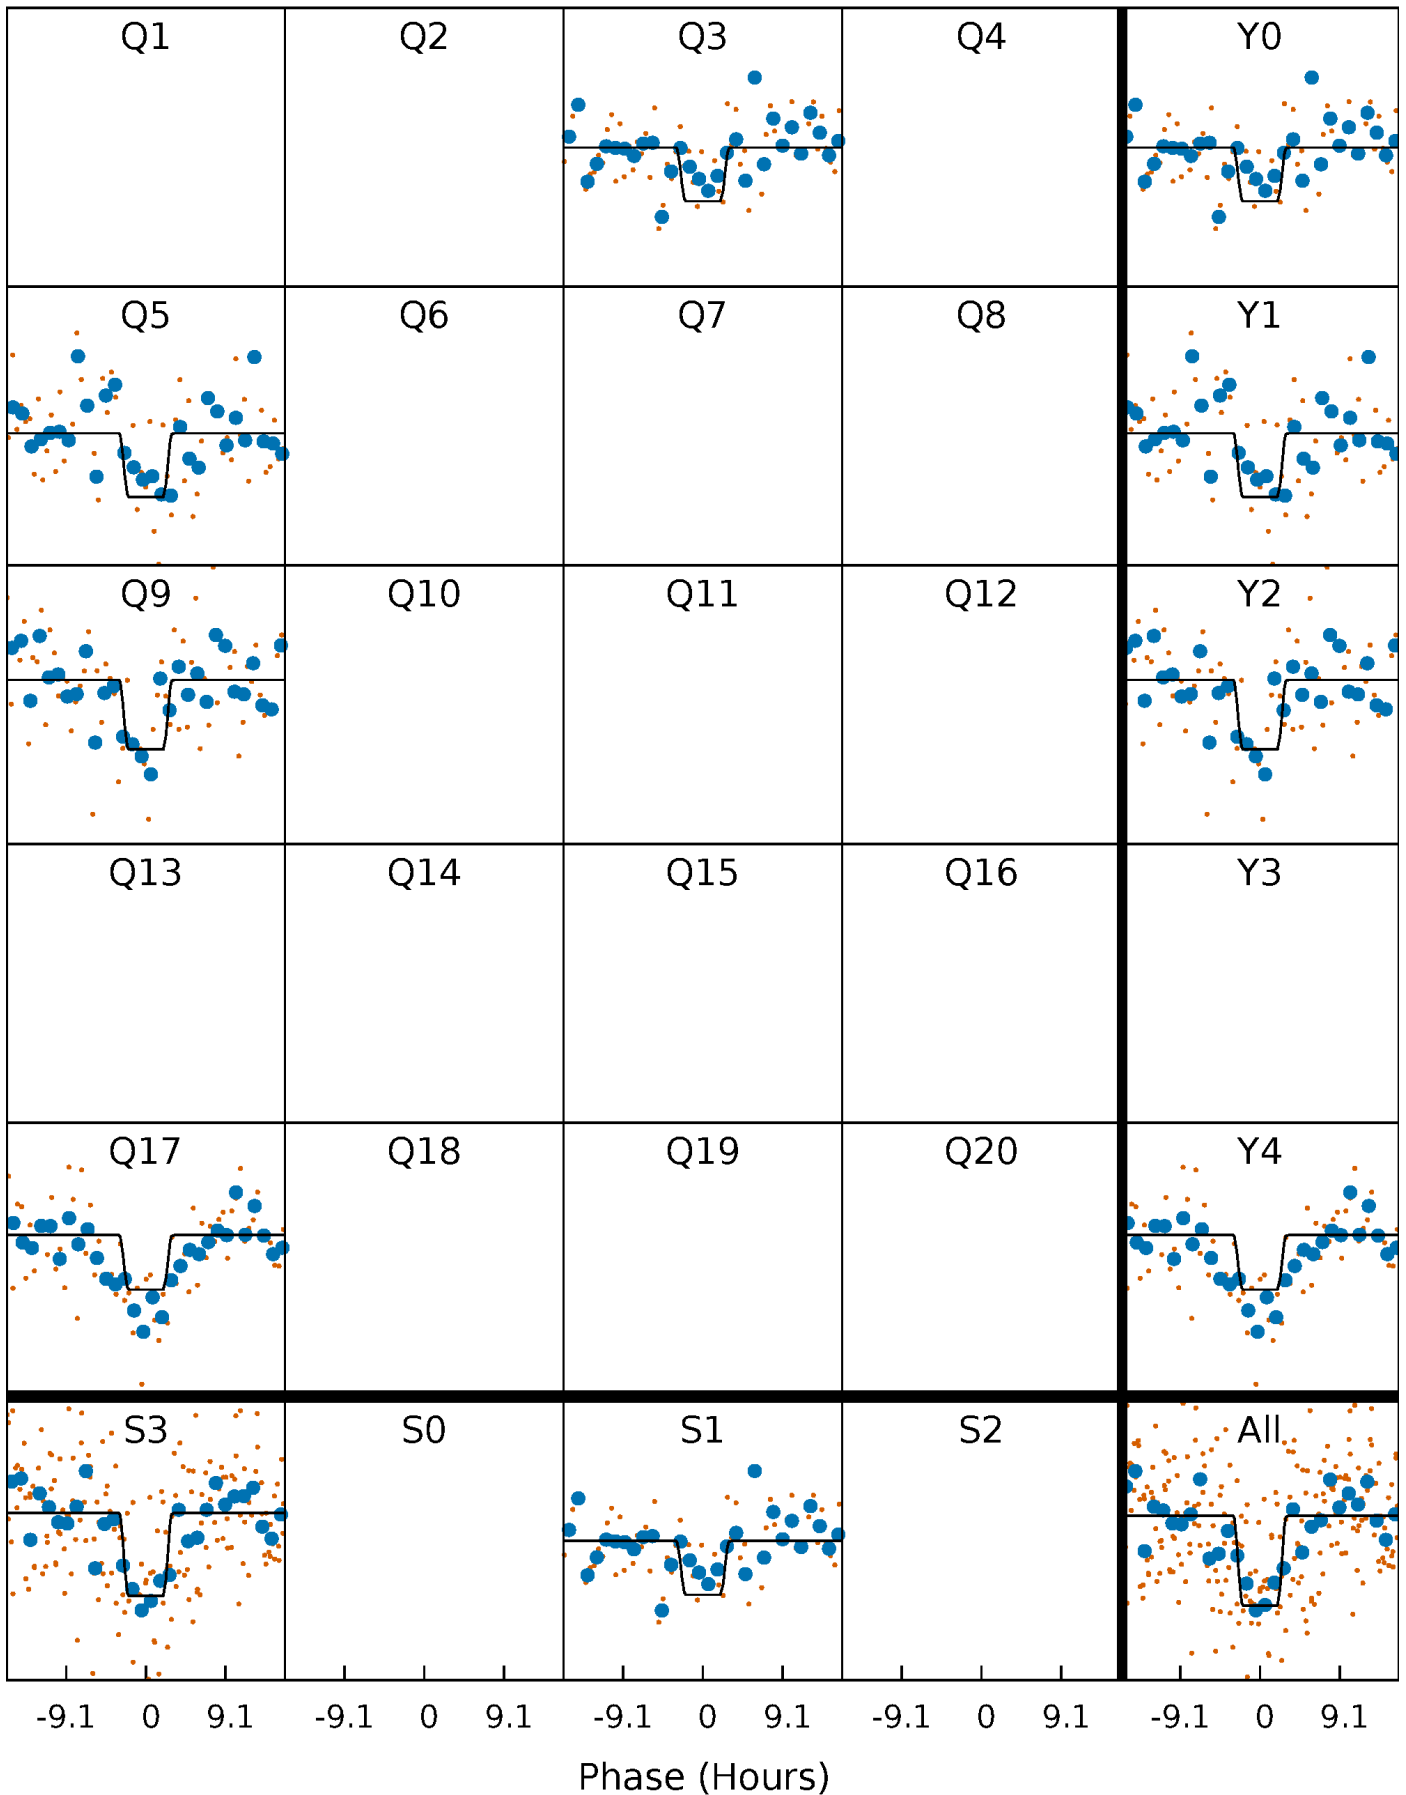 Q1 Q2 Q3 Q4 Y0
Q5 Q6 Q7 Q8 Y1
Q9 Q10 Q11 Q12 Y2
Q13 Q14 Q15 Q16 Y3
Q17 Q18 Q19 Q20 Y4
S3 S0 S1 S2 All
-9.1 0 9.1 -9.1 0 9.1 -9.1 0 9.1 -9.1 0 9.1 -9.1 0 9.1
Phase (Hours)